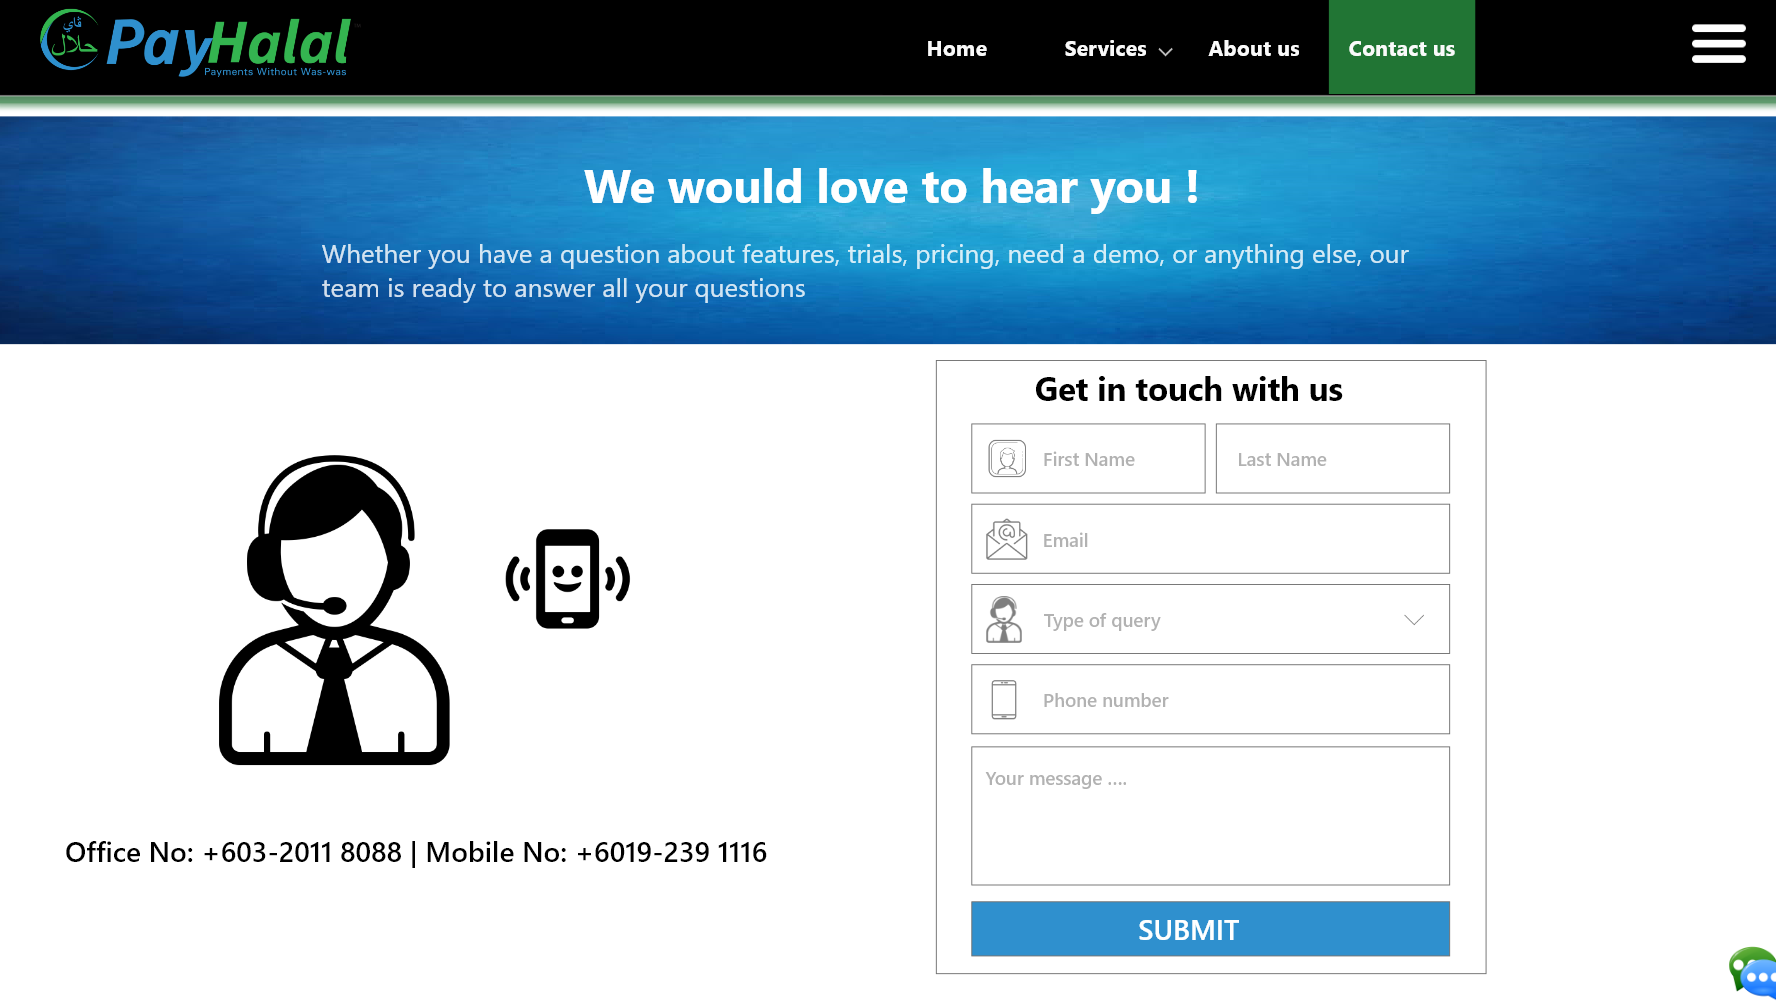 ڤاي
حلال
PayHalal
Payments Without Was-was
Home
Services
About us
Contact us
We would love to hear you !
Whether you have a question about features, trials, pricing, need a demo, or anything else, our
team is ready to answer all your questions
Get in touch with us
First Name
Last Name
Email
Type of query
Phone number
Your message ....
SUBMIT
Office No: +603-2011 8088 | Mobile No: +6019-239 1116